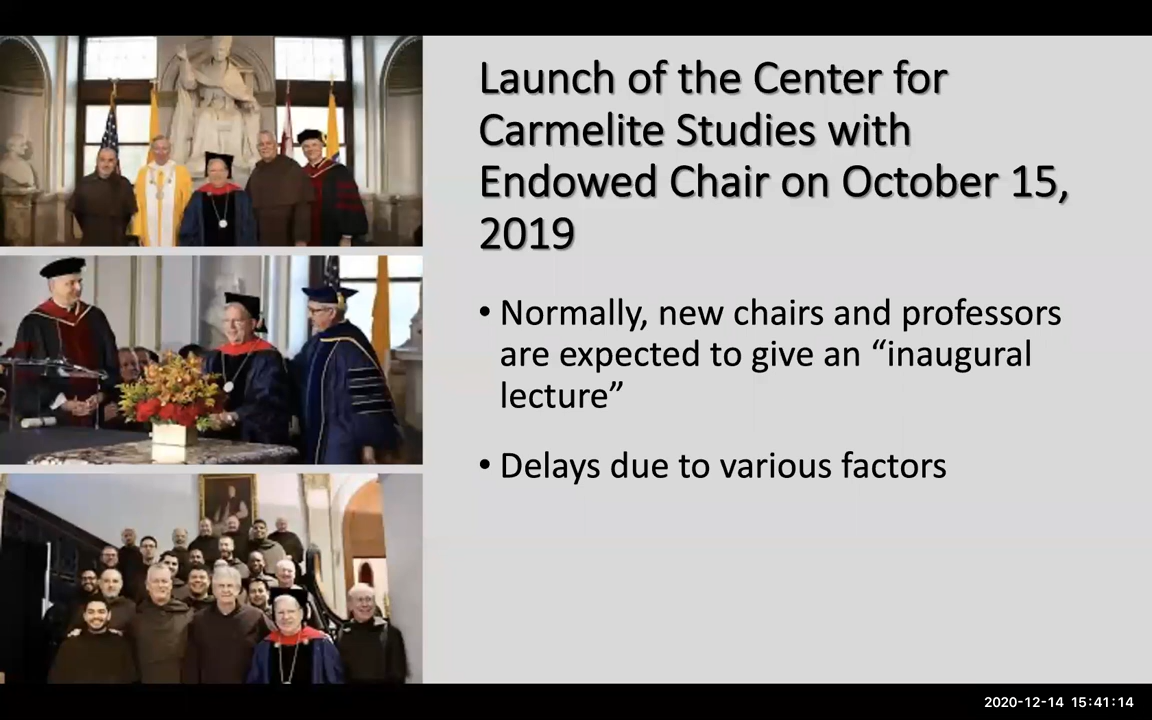 Launch of the Center for
Carmelite Studies with
Endowed Chair on October 15,
2019
• Normally, new chairs and professors
are expected to give an “inaugural
lecture”
• Delays due to various factors
2020-12-14 15:41:14